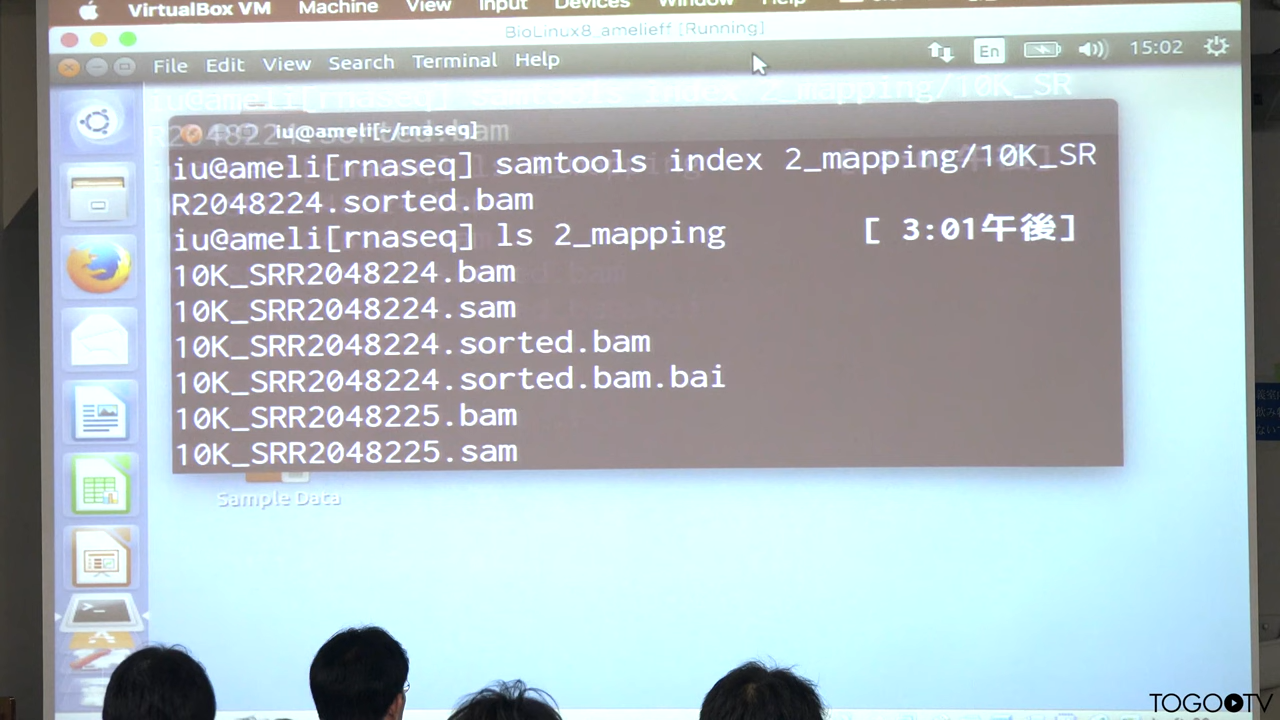 VirtualBox VM Machine View Input Devices Window Help
BioLinux8_amelieff [Running]
File Edit View Search Terminal Help
En
15:02
iu@ameli[~/rnaseq]
iu@ameli[rnaseq] samtools index 2_mapping/10K_SR
R2048224.sorted.bam
iu@ameli[rnaseq] ls 2_mapping [ 3:01午後]
10K_SRR2048224.bam
10K_SRR2048224.sam
10K_SRR2048224.sorted.bam
10K_SRR2048224.sorted.bam.bai
10K_SRR2048225.bam
10K_SRR2048225.sam
Sample Data
TOGOTV